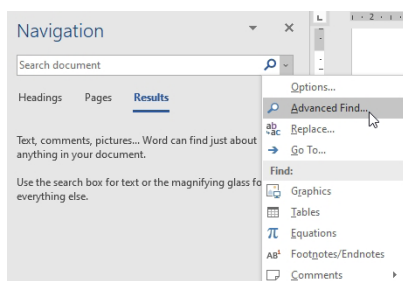 Navigation
Search document
Headings Pages Results
Text, comments, pictures... Word can find just about
anything in your document.
Use the search box for text or the magnifying glass fo
everything else.
Options...
Advanced Find...
Replace...
Go To...
Find:
Graphics
Tables
Equations
Footnotes/Endnotes
Comments